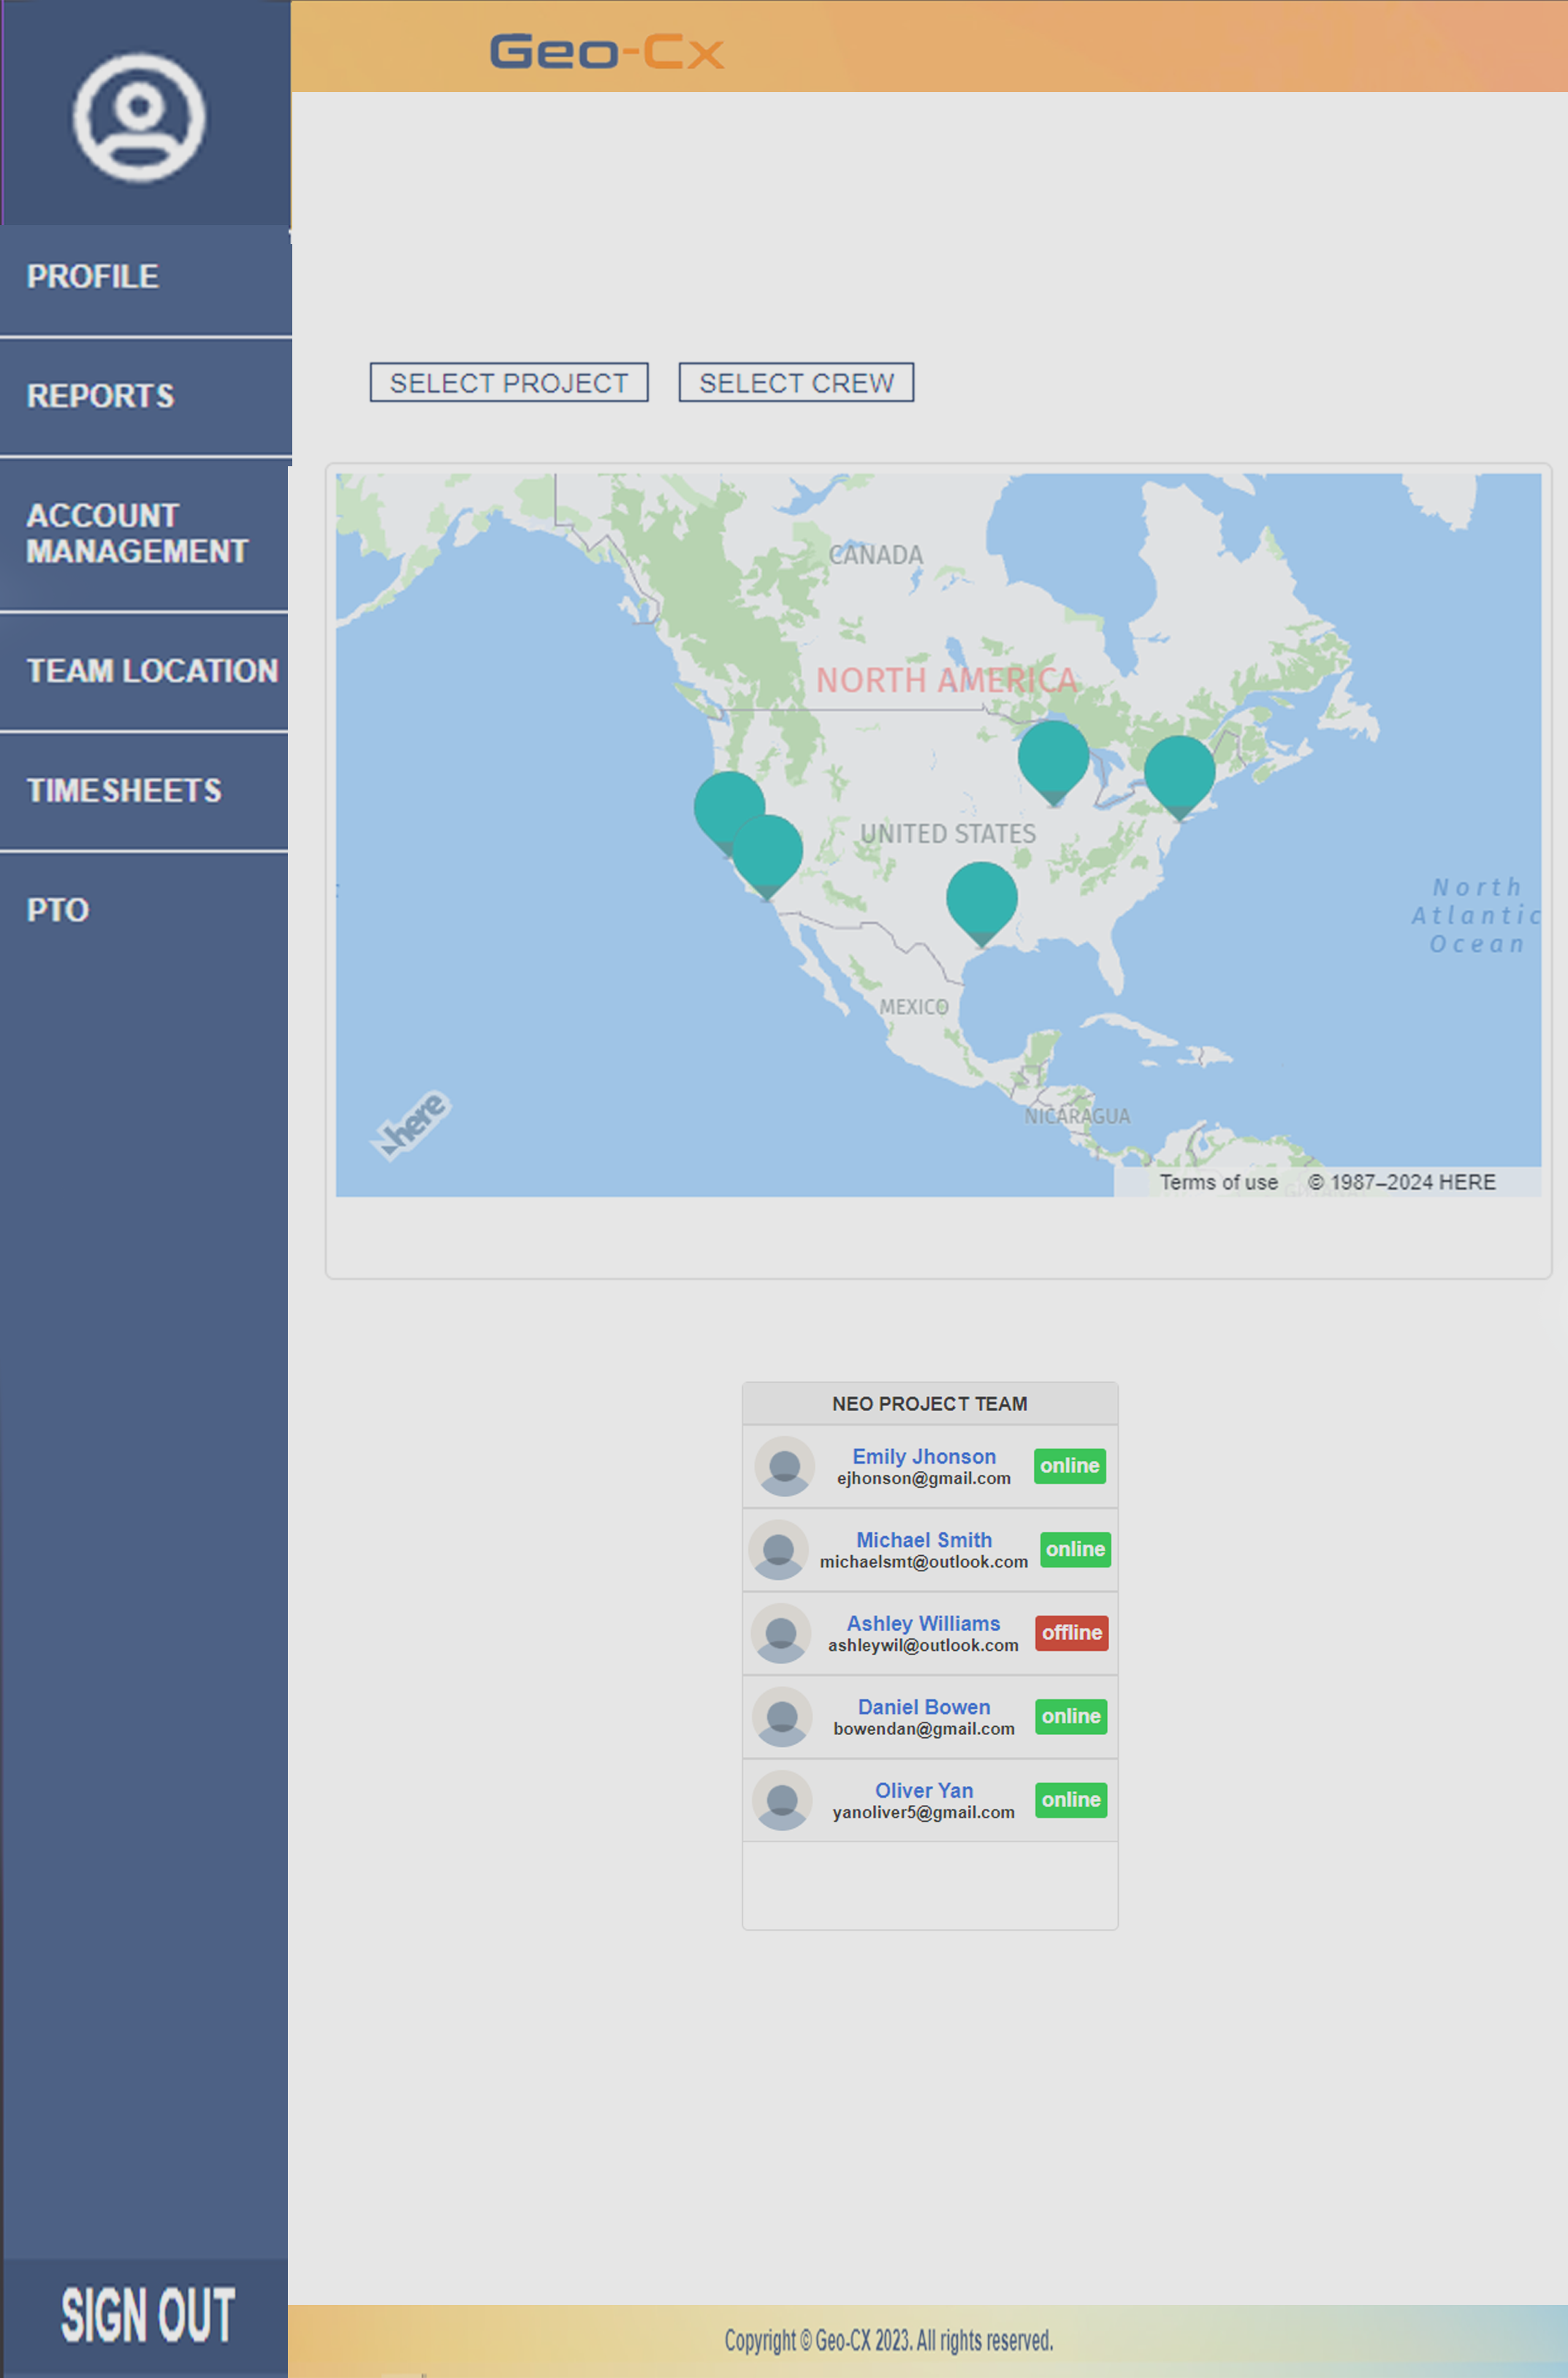 Geo-Cx
PROFILE
REPORTS
ACCOUNT
MANAGEMENT
TEAM LOCATION
TIMESHEETS
PTO
SIGN OUT
SELECT PROJECT
SELECT CREW
CANADA
NORTH AMERICA
UNITED STATES
North
Atlantic
Ocean
MEXICO
NICARAGUA
here
Terms of use © 1987–2024 HERE
NEO PROJECT TEAM
Emily Jhonson
ejhonson@gmail.com
online
Michael Smith
michaelsmt@outlook.com
online
Ashley Williams
ashleywil@outlook.com
offline
Daniel Bowen
bowendan@gmail.com
online
Oliver Yan
yanoliver5@gmail.com
online
Copyright © Geo-CX 2023. All rights reserved.